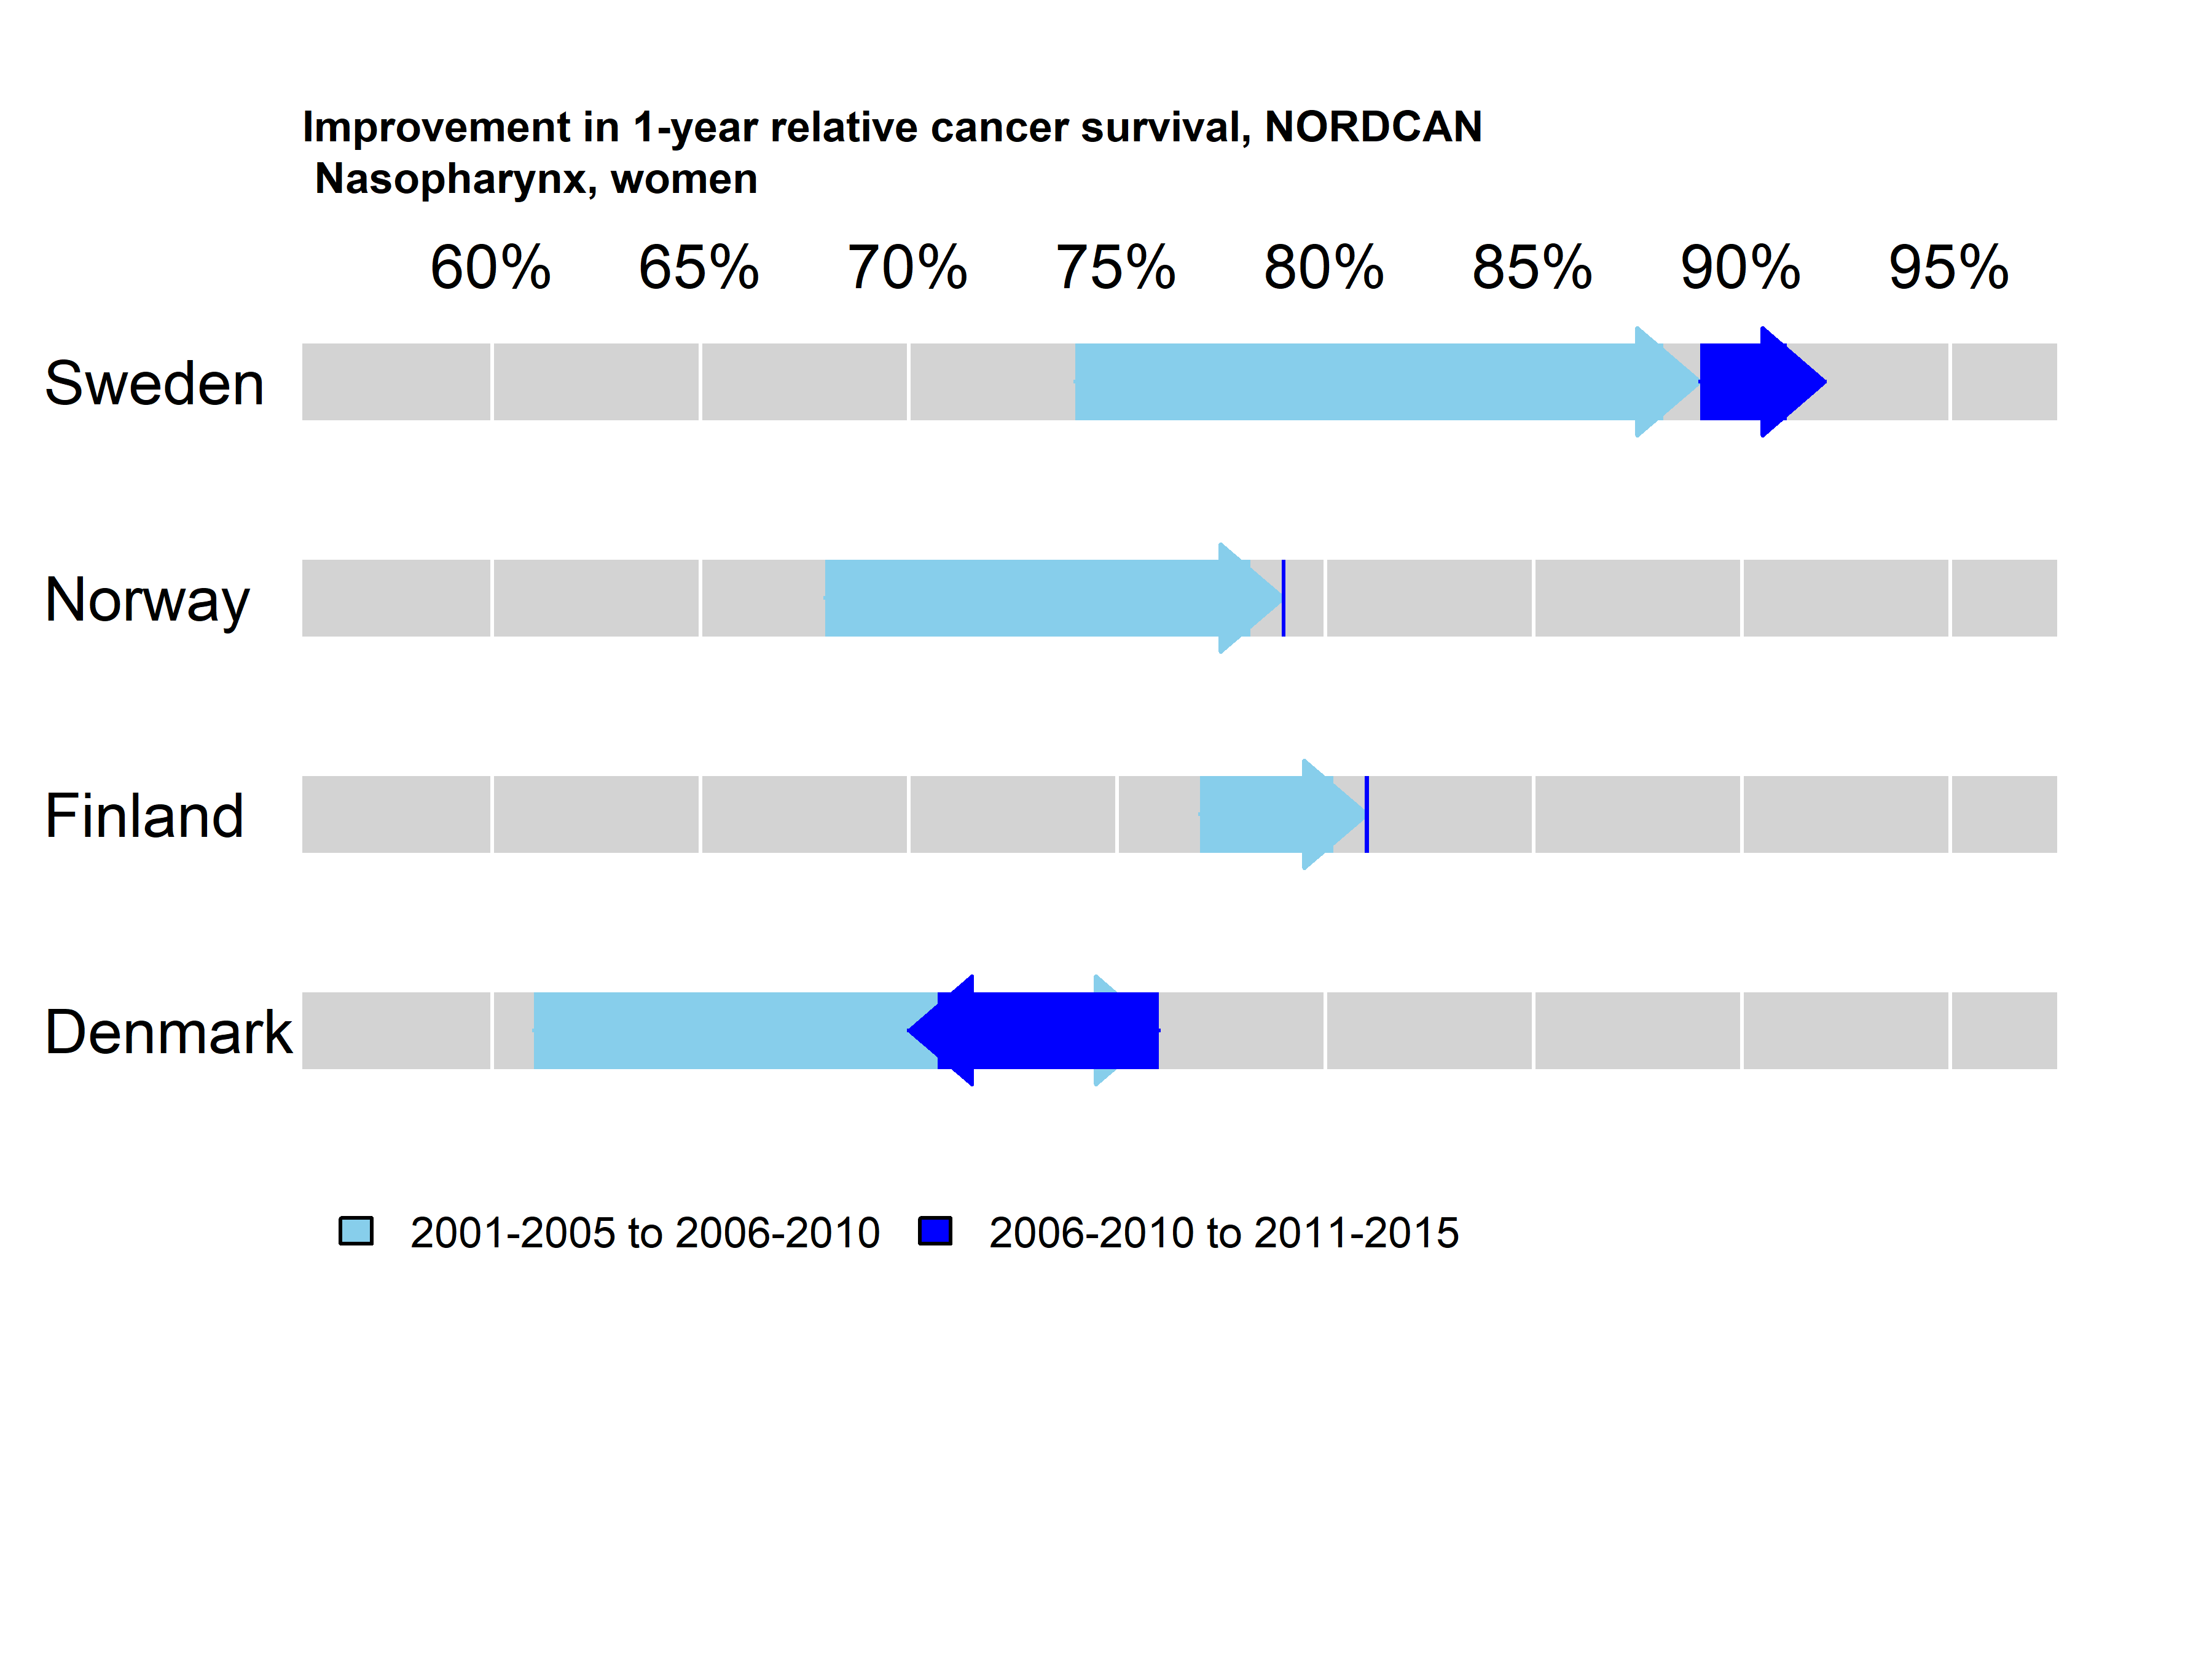 Improvement in 1-year relative cancer survival, NORDCAN
Nasopharynx, women
60% 65% 70% 75% 80% 85% 90% 95%
Sweden
Norway
Finland
Denmark
2001-2005 to 2006-2010 2006-2010 to 2011-2015